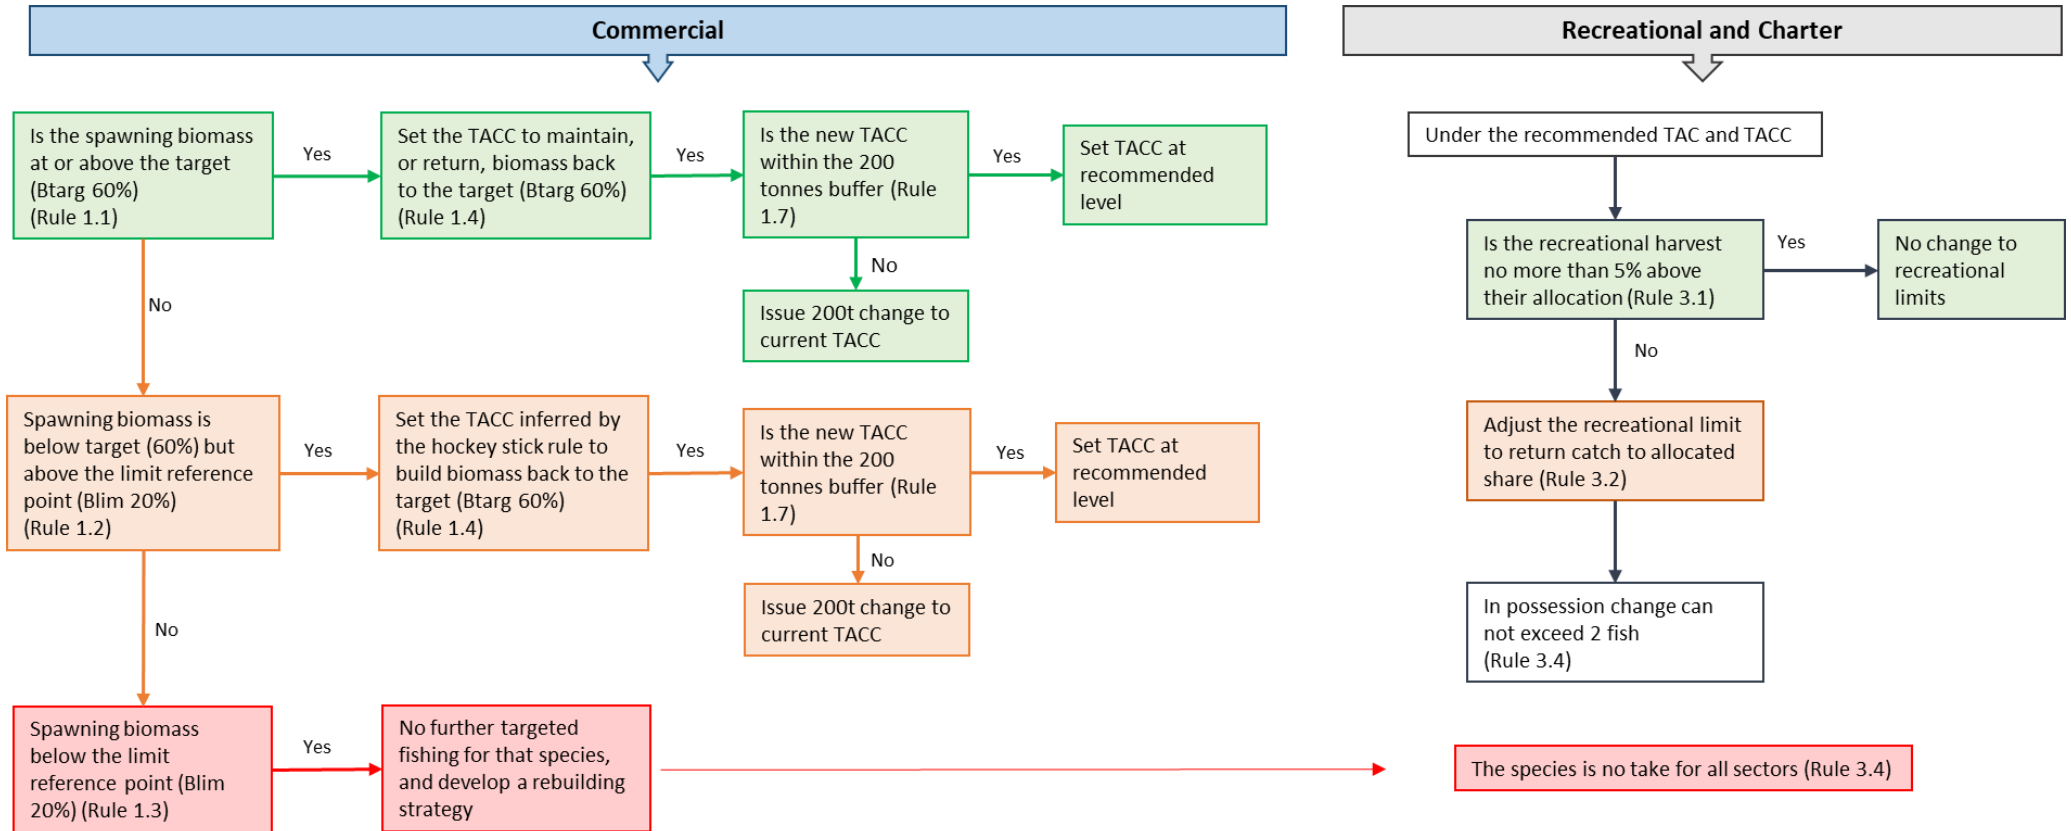 Commercial
Recreational and Charter
Is the spawning biomass
at or above the target
(Btarg 60%)
(Rule 1.1)
Yes
Set the TACC to maintain,
or return, biomass back
to the target (Btarg 60%)
(Rule 1.4)
Yes
Is the new TACC
within the 200
tonnes buffer (Rule
1.7)
Yes
Set TACC at
recommended
level
No
Issue 200t change to
current TACC
No
Spawning biomass is
below target (60%) but
above the limit reference
point (Blim 20%)
(Rule 1.2)
Yes
Set the TACC inferred by
the hockey stick rule to
build biomass back to the
target (Btarg 60%)
(Rule 1.4)
Yes
Is the new TACC
within the 200
tonnes buffer (Rule
1.7)
Yes
Set TACC at
recommended
level
No
Issue 200t change to
current TACC
No
Spawning biomass
below the limit
reference point (Blim
20%) (Rule 1.3)
Yes
No further targeted
fishing for that species,
and develop a rebuilding
strategy
Under the recommended TAC and TACC
Is the recreational harvest
no more than 5% above
their allocation (Rule 3.1)
Yes
No change to
recreational
limits
No
Adjust the recreational limit
to return catch to allocated
share (Rule 3.2)
In possession change can
not exceed 2 fish
(Rule 3.4)
The species is no take for all sectors (Rule 3.4)